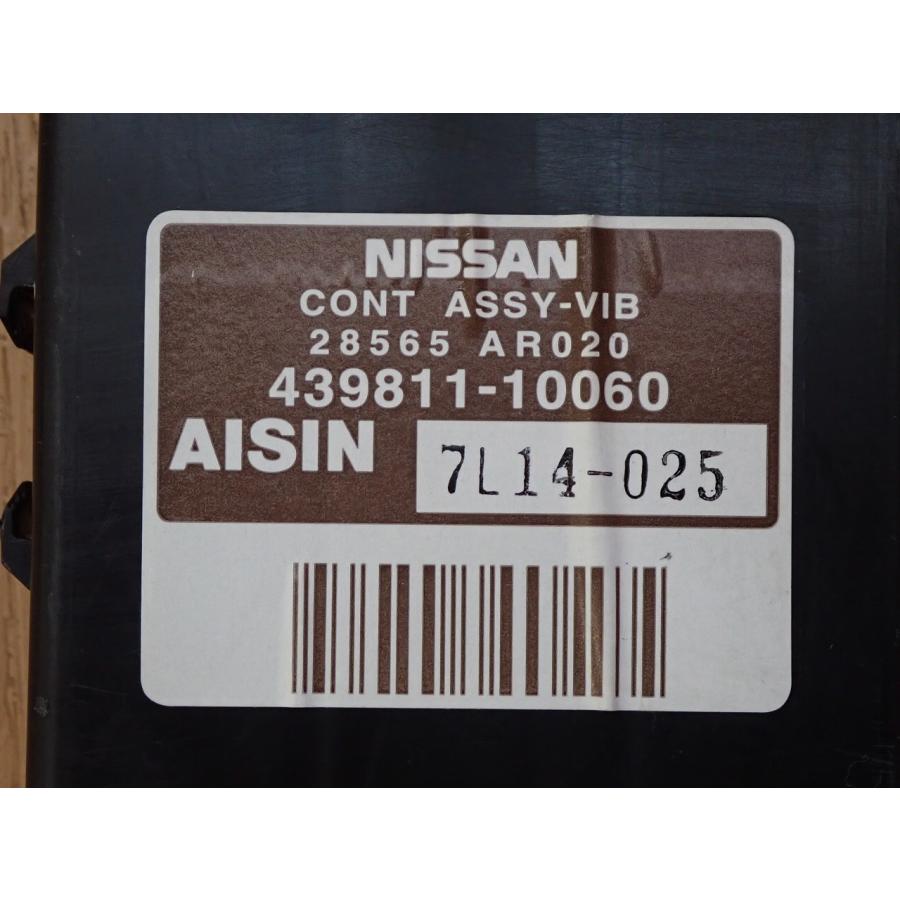 NISSAN
CONT ASSY-VIB
28565 AR020
439811-10060
AISIN 7L14-025